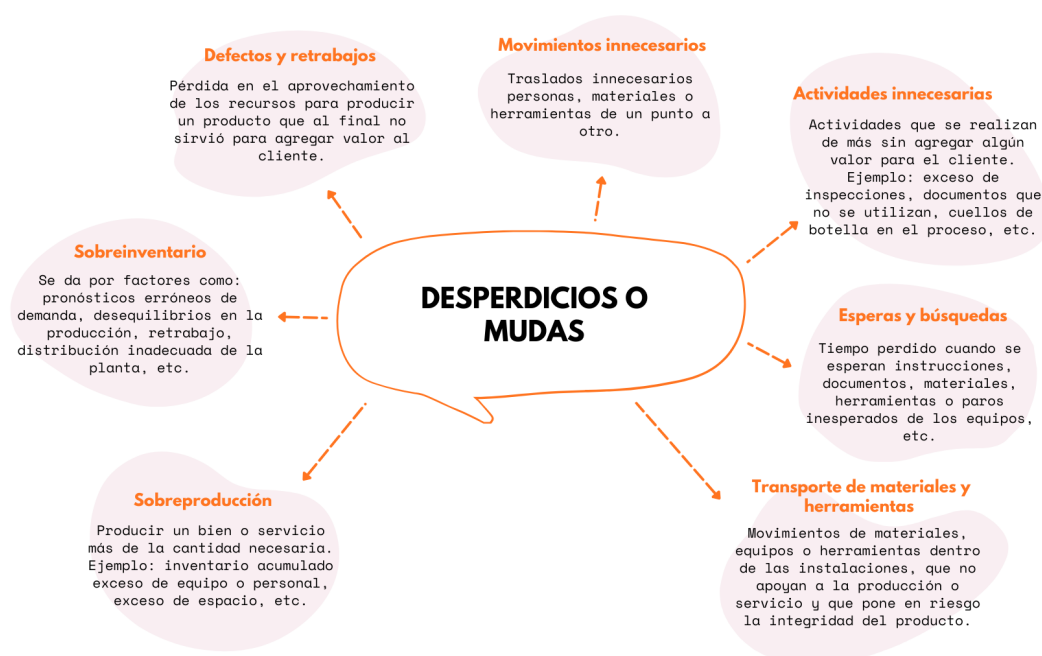 Defectos y retrabajos
Pérdida en el aprovechamiento
de los recursos para producir
un producto que al final no
sirvió para agregar valor al
cliente.
Movimientos innecesarios
Traslados innecesarios
personas, materiales o
herramientas de un punto a
otro.
Actividades innecesarias
Actividades que se realizan
de más sin agregar algún
valor para el cliente.
Ejemplo: exceso de
inspecciones, documentos que
no se utilizan, cuellos de
botella en el proceso, etc.
Sobreinventario
Se da por factores como:
pronósticos erróneos de
demanda, desequilibrios en la
producción, retrabajo,
distribución inadecuada de la
planta, etc.
DESPERDICIOS O
MUDAS
Esperas y búsquedas
Tiempo perdido cuando se
esperan instrucciones,
documentos, materiales,
herramientas o paros
inesperados de los equipos,
etc.
Sobreproducción
Producir un bien o servicio
más de la cantidad necesaria.
Ejemplo: inventario acumulado
exceso de equipo o personal,
exceso de espacio, etc.
Transporte de materiales y
herramientas
Movimientos de materiales,
equipos o herramientas dentro
de las instalaciones, que no
apoyan a la producción o
servicio y que pone en riesgo
la integridad del producto.